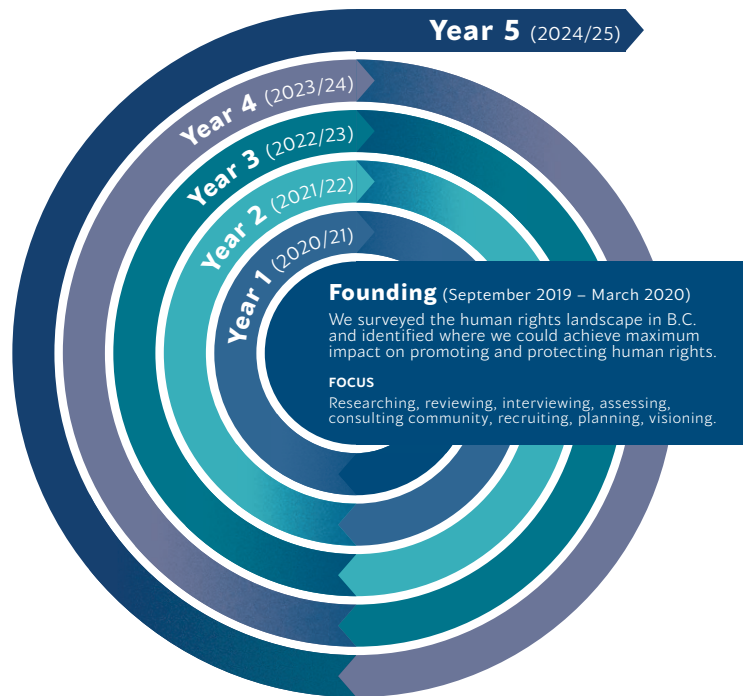 Year 5 (2024/25)
Year 4 (2023/24)
Year 3 (2022/23)
Year 2 (2021/22)
Year 1 (2020/21)
Founding (September 2019 – March 2020)
We surveyed the human rights landscape in B.C.
and identified where we could achieve maximum
impact on promoting and protecting human rights.
FOCUS
Researching, reviewing, interviewing, assessing,
consulting community, recruiting, planning, visioning.